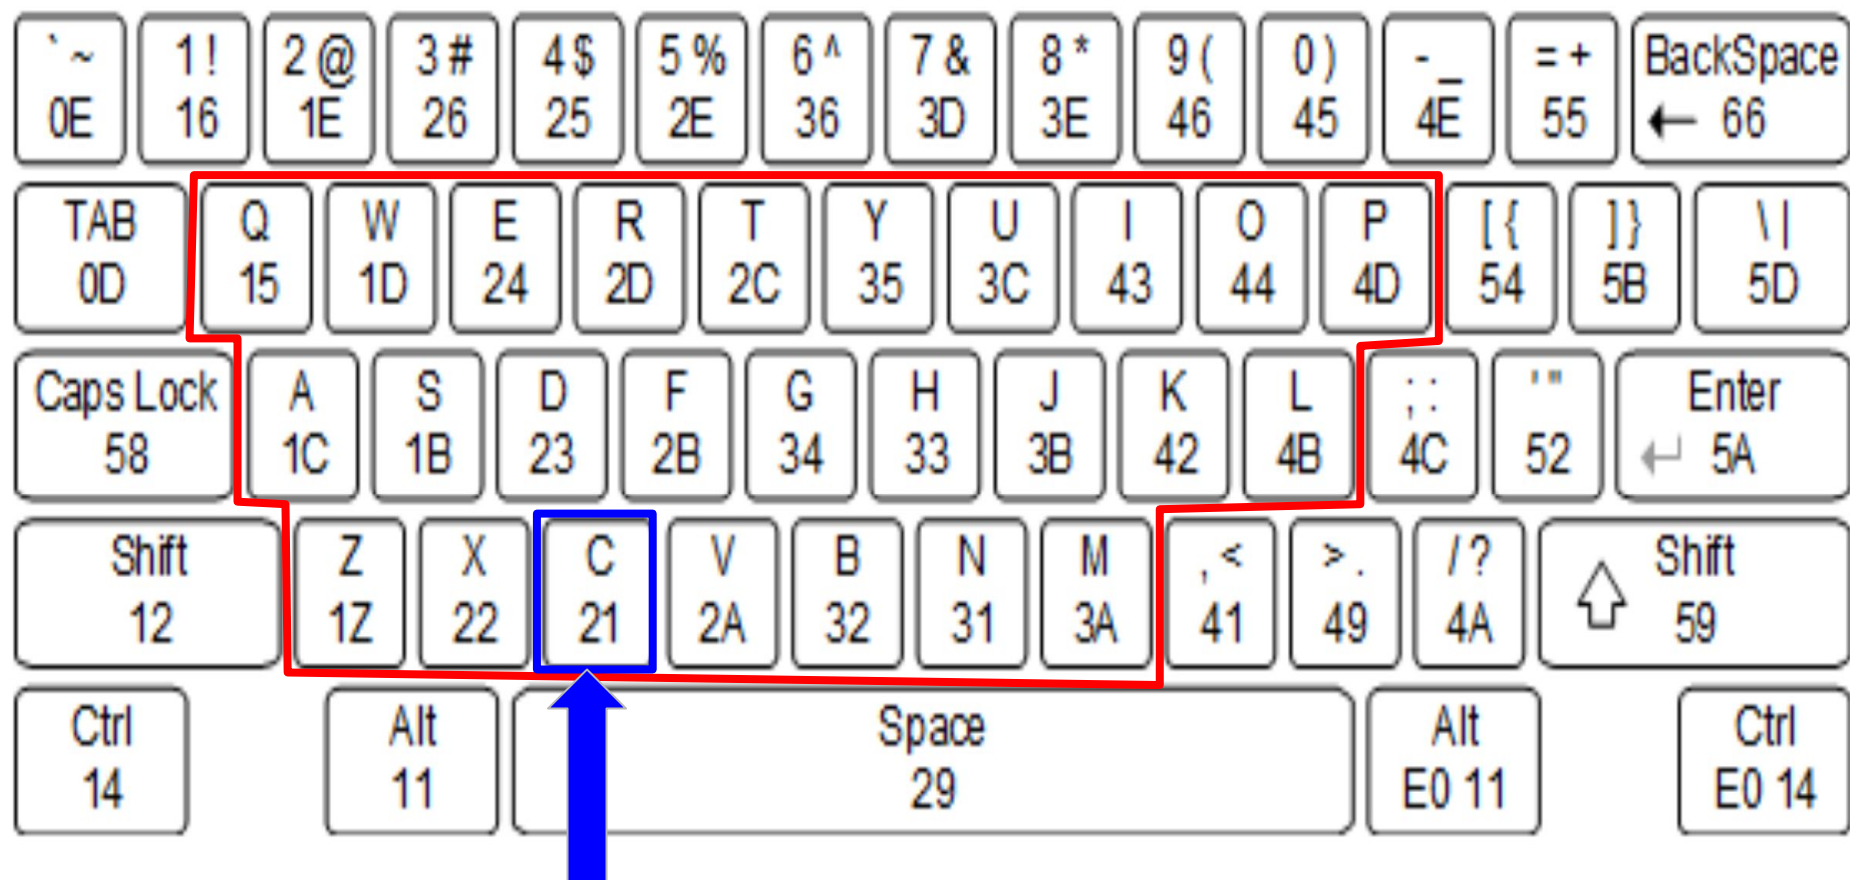 ` ~ 1 ! 2 @ 3 # 4 $ 5 % 6 ^ 7 & 8 * 9 ( 0 ) - _ = + BackSpace
0E 16 1E 26 25 2E 36 3D 3E 46 45 4E 55 ← 66
TAB Q W E R T Y U I O P [ { ] } \ |
0D 15 1D 24 2D 2C 35 3C 43 44 4D 54 5B 5D
Caps Lock A S D F G H J K L ; : ' " Enter
58 1C 1B 23 2B 34 33 3B 42 4B 4C 52 ↵ 5A
Shift Z X C V B N M , < > . / ? Shift
12 1Z 22 21 2A 32 31 3A 41 49 4A 59
Ctrl Alt Space Alt Ctrl
14 11 29 E0 11 E0 14